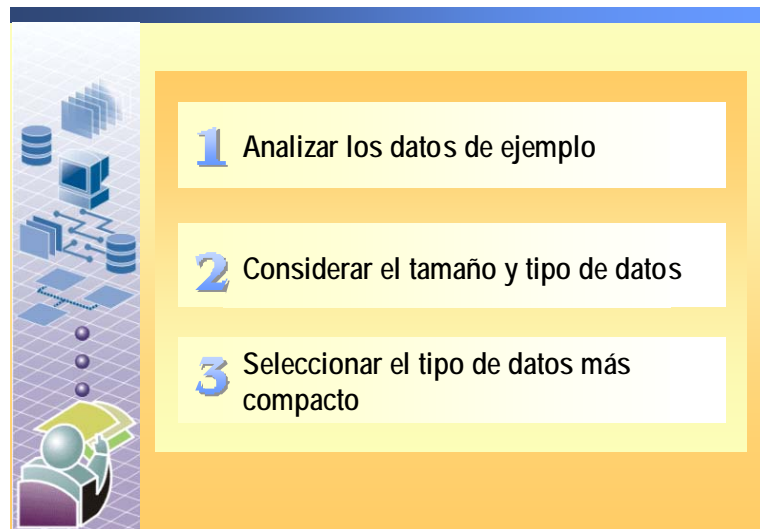 1 Analizar los datos de ejemplo
2 Considerar el tamaño y tipo de datos
3 Seleccionar el tipo de datos más
compacto